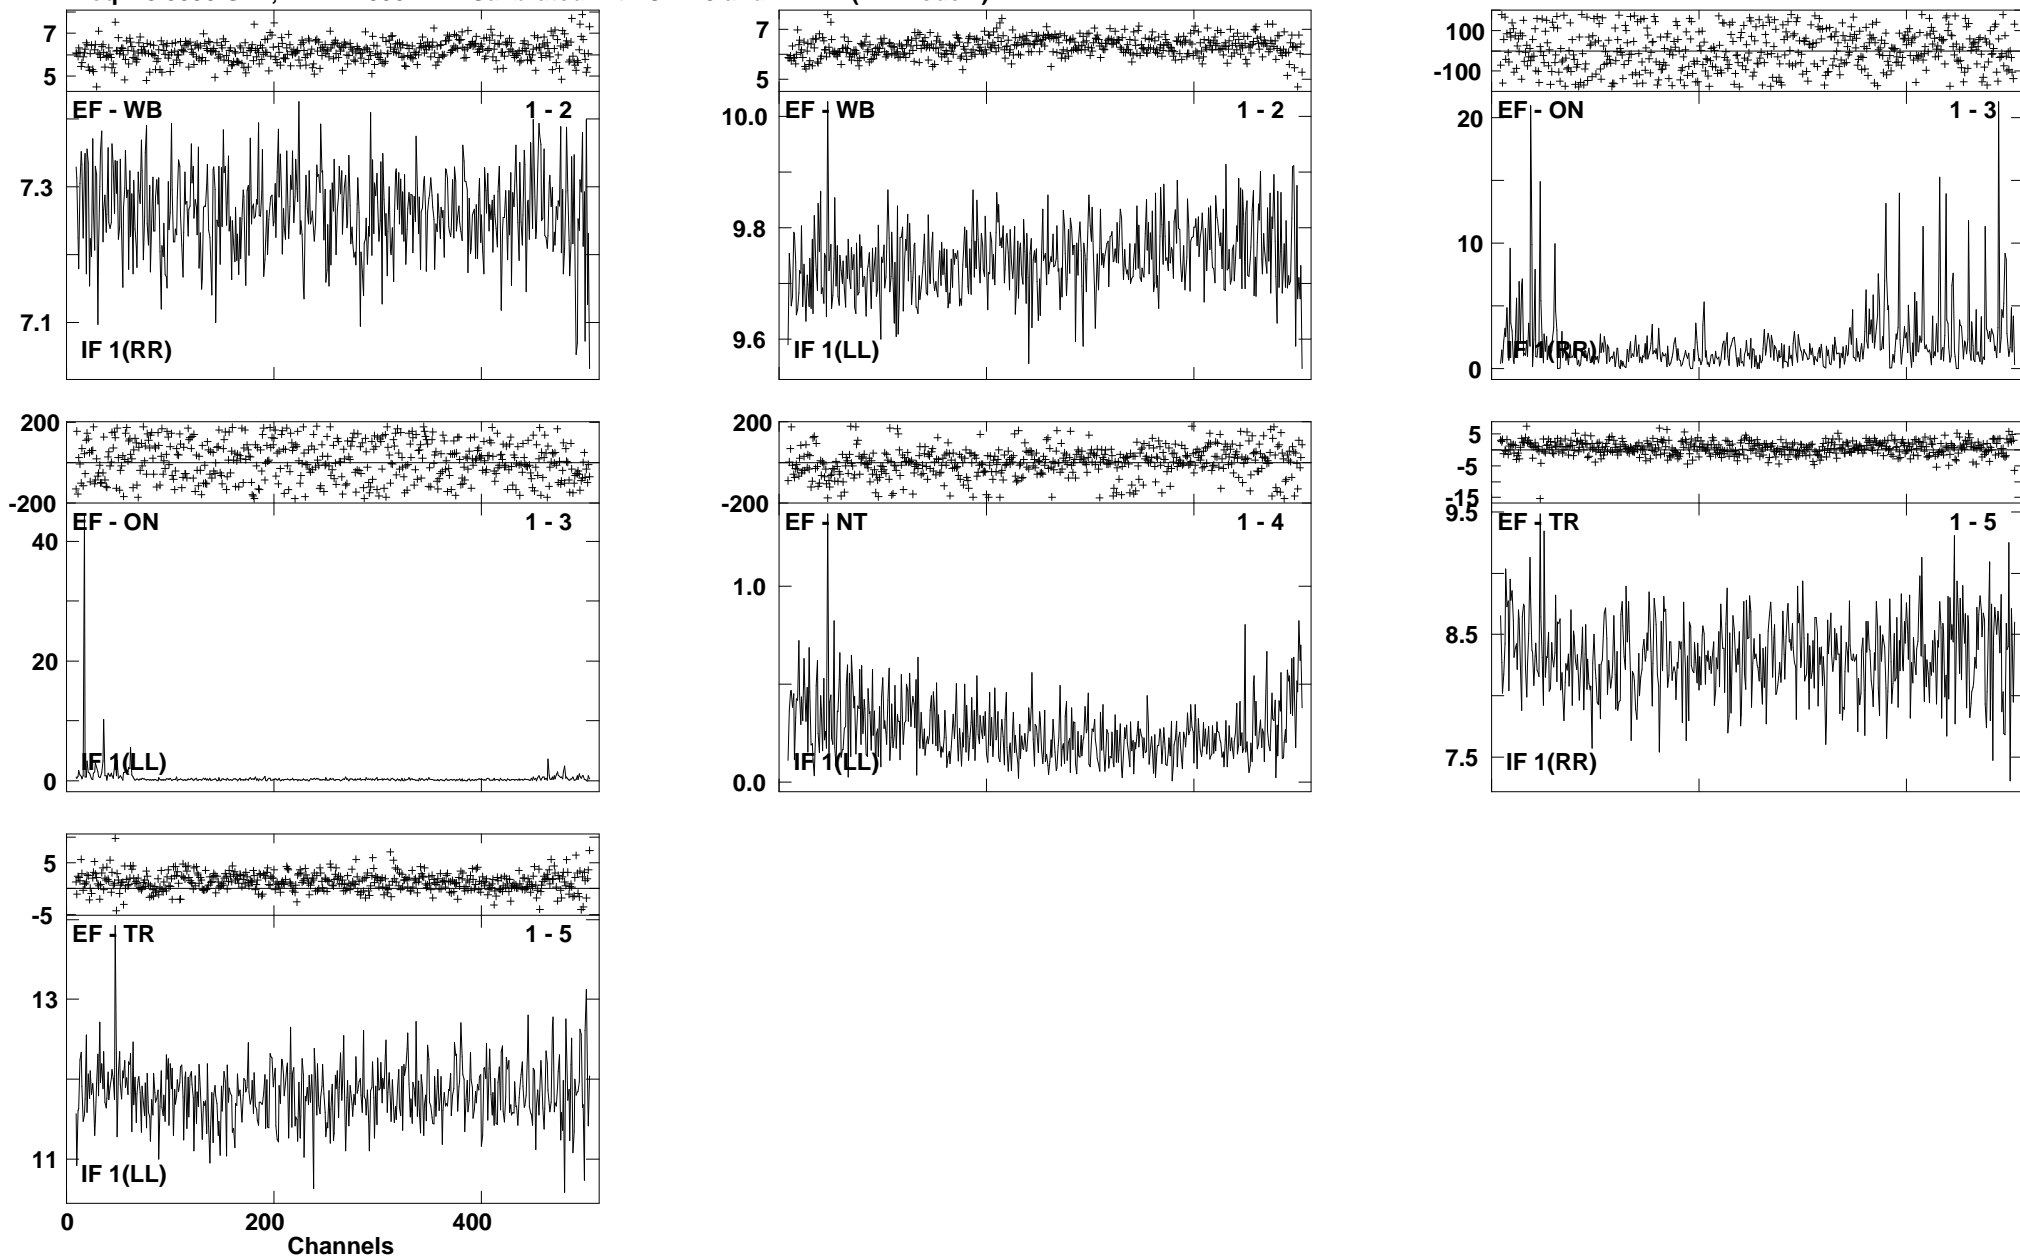 7
5
EF - WB 1 - 2
7.3
7.1
IF 1(RR)
7
5
EF - WB 1 - 2
10.0
9.8
9.6
IF 1(LL)
100
-100
EF - ON 1 - 3
20
10
0
IF 1(RR)
200
-200
EF - ON 1 - 3
40
20
0
IF 1(LL)
200
-200
EF - NT 1 - 4
1.0
0.0
IF 1(LL)
5
-5
-15
EF - TR 1 - 5
9.5
8.5
7.5
IF 1(RR)
5
-5
EF - TR 1 - 5
13
11
IF 1(LL)
0 200 400
Channels